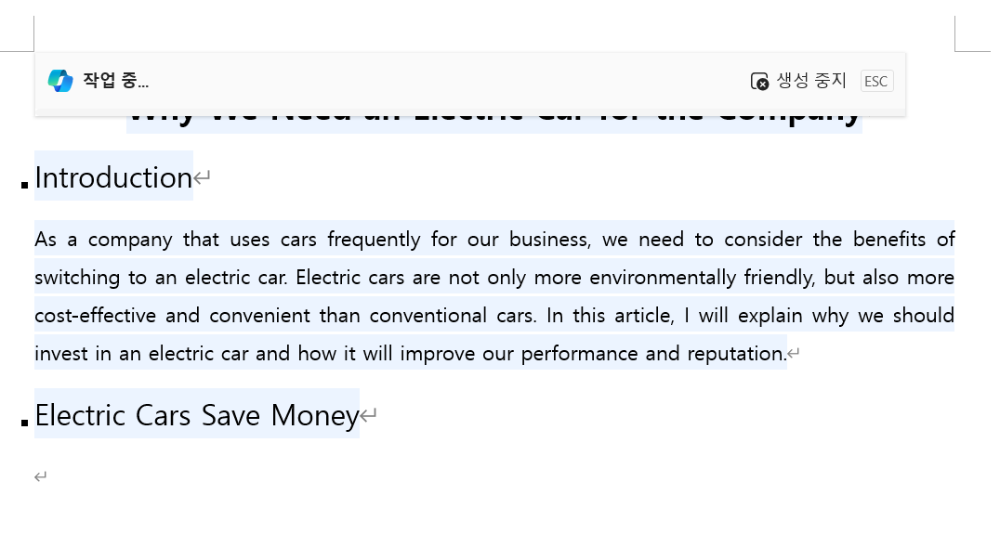 작업 중...
생성 중지 ESC
Why We Need an Electric Car for the Company
Introduction
As a company that uses cars frequently for our business, we need to consider the benefits of
switching to an electric car. Electric cars are not only more environmentally friendly, but also more
cost-effective and convenient than conventional cars. In this article, I will explain why we should
invest in an electric car and how it will improve our performance and reputation.
Electric Cars Save Money